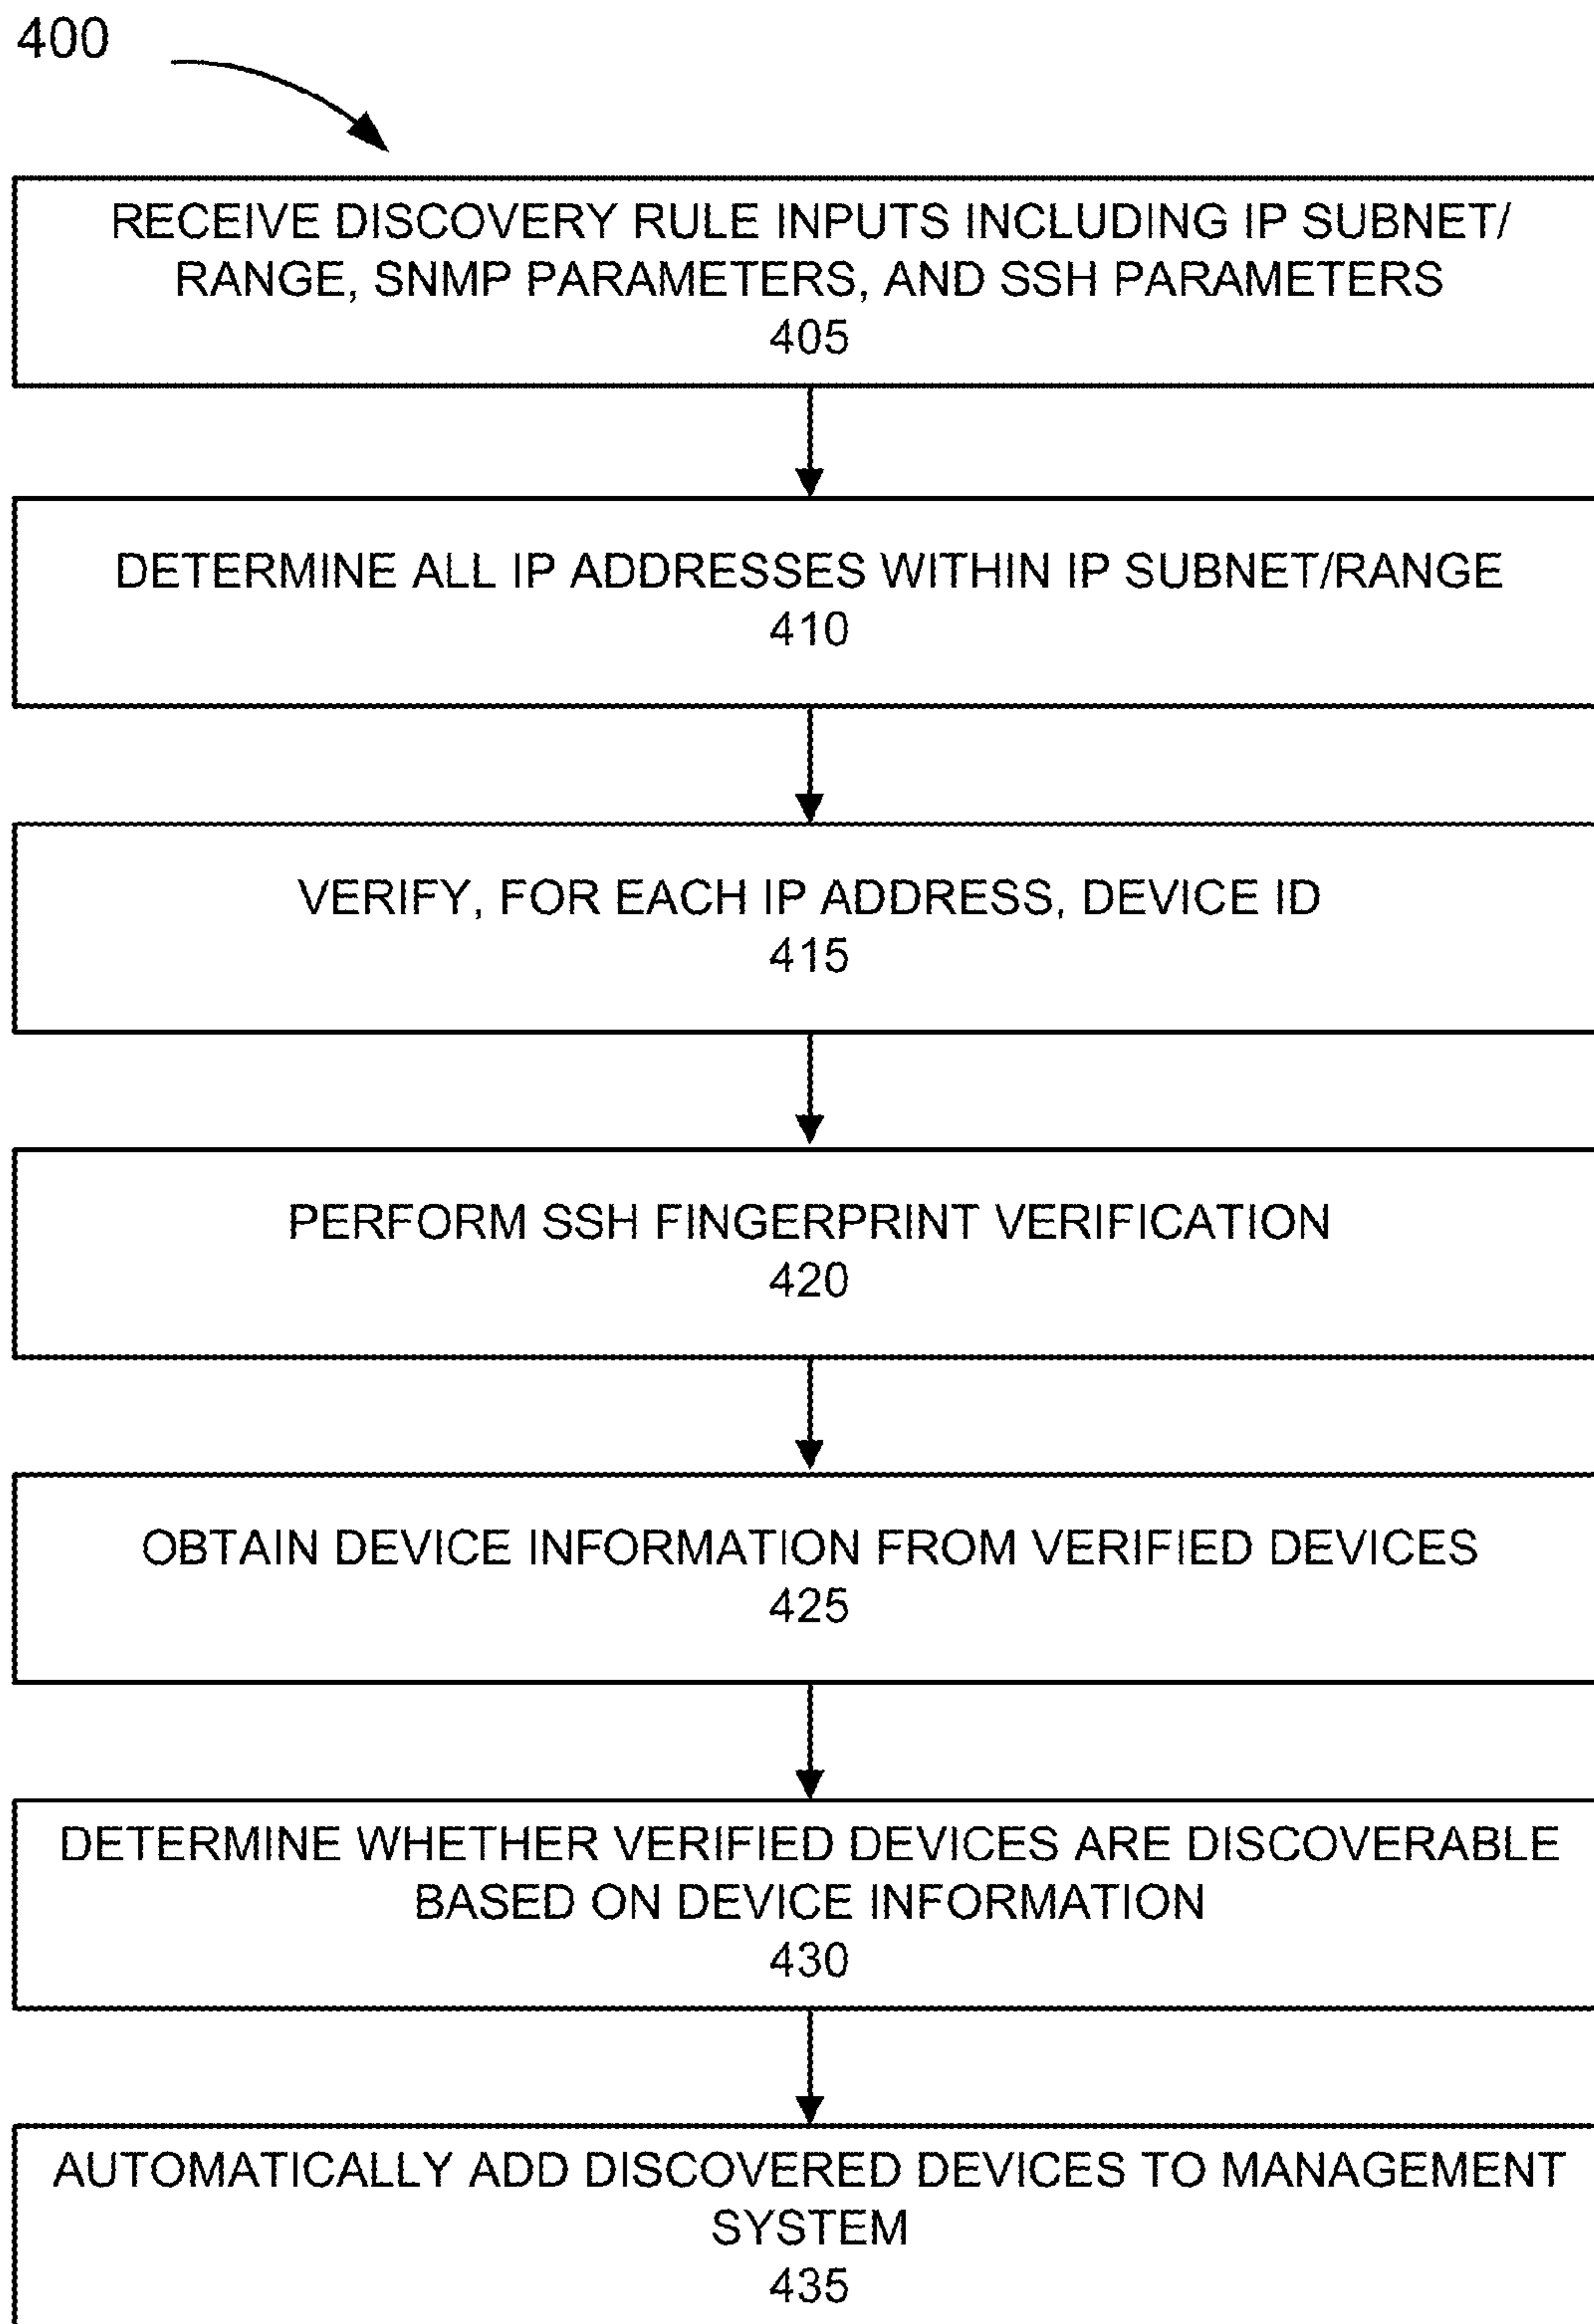 400
RECEIVE DISCOVERY RULE INPUTS INCLUDING IP SUBNET/
RANGE, SNMP PARAMETERS, AND SSH PARAMETERS
405
DETERMINE ALL IP ADDRESSES WITHIN IP SUBNET/RANGE
410
VERIFY, FOR EACH IP ADDRESS, DEVICE ID
415
PERFORM SSH FINGERPRINT VERIFICATION
420
OBTAIN DEVICE INFORMATION FROM VERIFIED DEVICES
425
DETERMINE WHETHER VERIFIED DEVICES ARE DISCOVERABLE
BASED ON DEVICE INFORMATION
430
AUTOMATICALLY ADD DISCOVERED DEVICES TO MANAGEMENT
SYSTEM
435